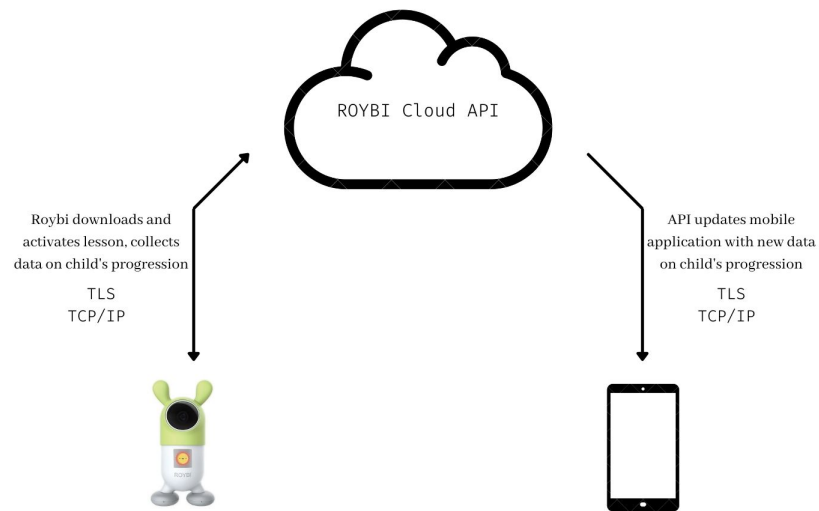 ROYBI Cloud API
Roybi downloads and
activates lesson, collects
data on child's progression
TLS
TCP/IP
API updates mobile
application with new data
on child's progression
TLS
TCP/IP
ROYBI